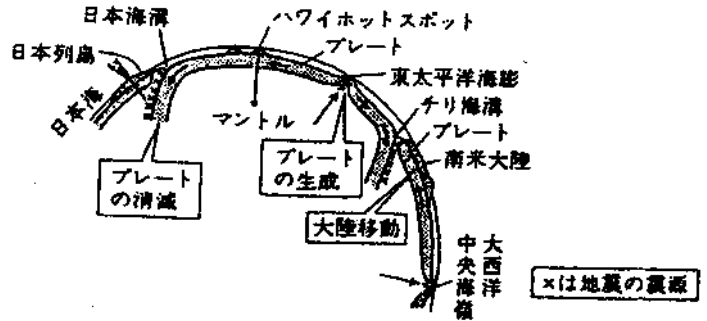 日本海溝
ハワイホットスポット
プレート
日本列島
東太平洋海膨
日本海
チリ海溝
マントル
プレート
プレート
の生成
南米大陸
プレート
の消滅
大陸移動
大西洋
中央海嶺
×は地震の震源